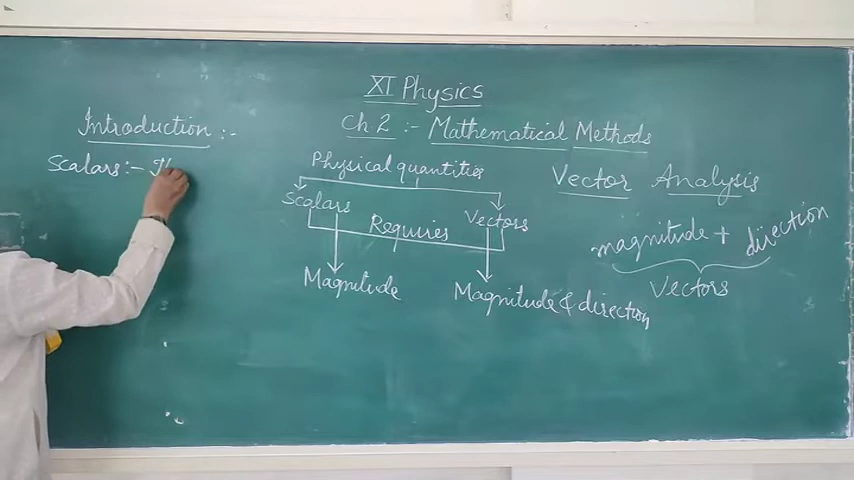 XI Physics
Ch 2 :- Mathematical Methods
Introduction :-
Scalars :-
Physical quantities
Scalars
Vectors
Requires
Magnitude
Magnitude & direction
Vector Analysis
magnitude + direction
Vectors